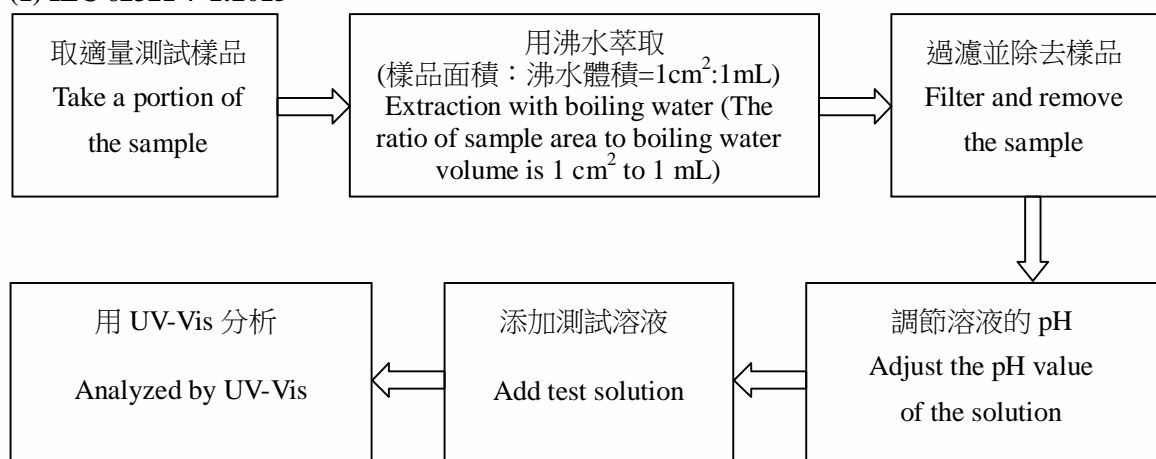 取適量測試樣品
Take a portion of
the sample
用沸水萃取
(樣品面積：沸水體積=1cm²:1mL)
Extraction with boiling water (The
ratio of sample area to boiling water
volume is 1 cm² to 1 mL)
過濾並除去樣品
Filter and remove
the sample
調節溶液的 pH
Adjust the pH value
of the solution
添加測試溶液
Add test solution
用 UV-Vis 分析
Analyzed by UV-Vis